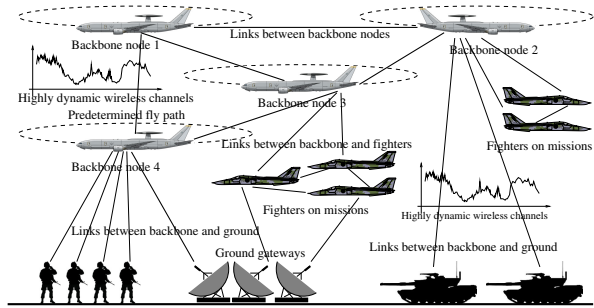 Links between backbone nodes
Backbone node 1
Backbone node 2
Highly dynamic wireless channels
Backbone node 3
Predetermined fly path
Links between backbone and fighters
Fighters on missions
Backbone node 4
Fighters on missions
Highly dynamic wireless channels
Links between backbone and ground
Ground gateways
Links between backbone and ground